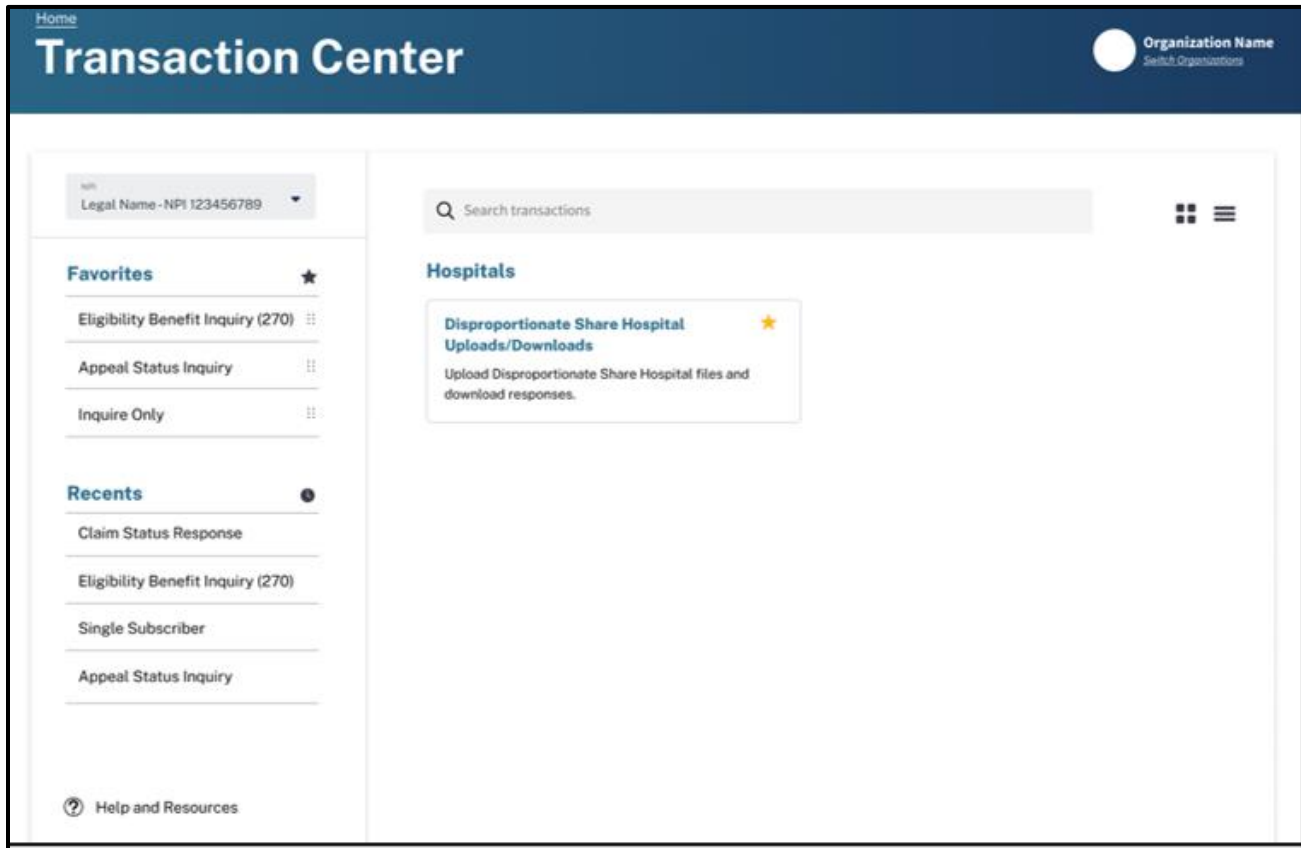 Home
Transaction Center
Organization Name
Switch Organizations
NPI
Legal Name - NPI 123456789
Favorites
Eligibility Benefit Inquiry (270)
Appeal Status Inquiry
Inquire Only
Recents
Claim Status Response
Eligibility Benefit Inquiry (270)
Single Subscriber
Appeal Status Inquiry
Help and Resources
Search transactions
Hospitals
Disproportionate Share Hospital
Uploads/Downloads
Upload Disproportionate Share Hospital files and
download responses.